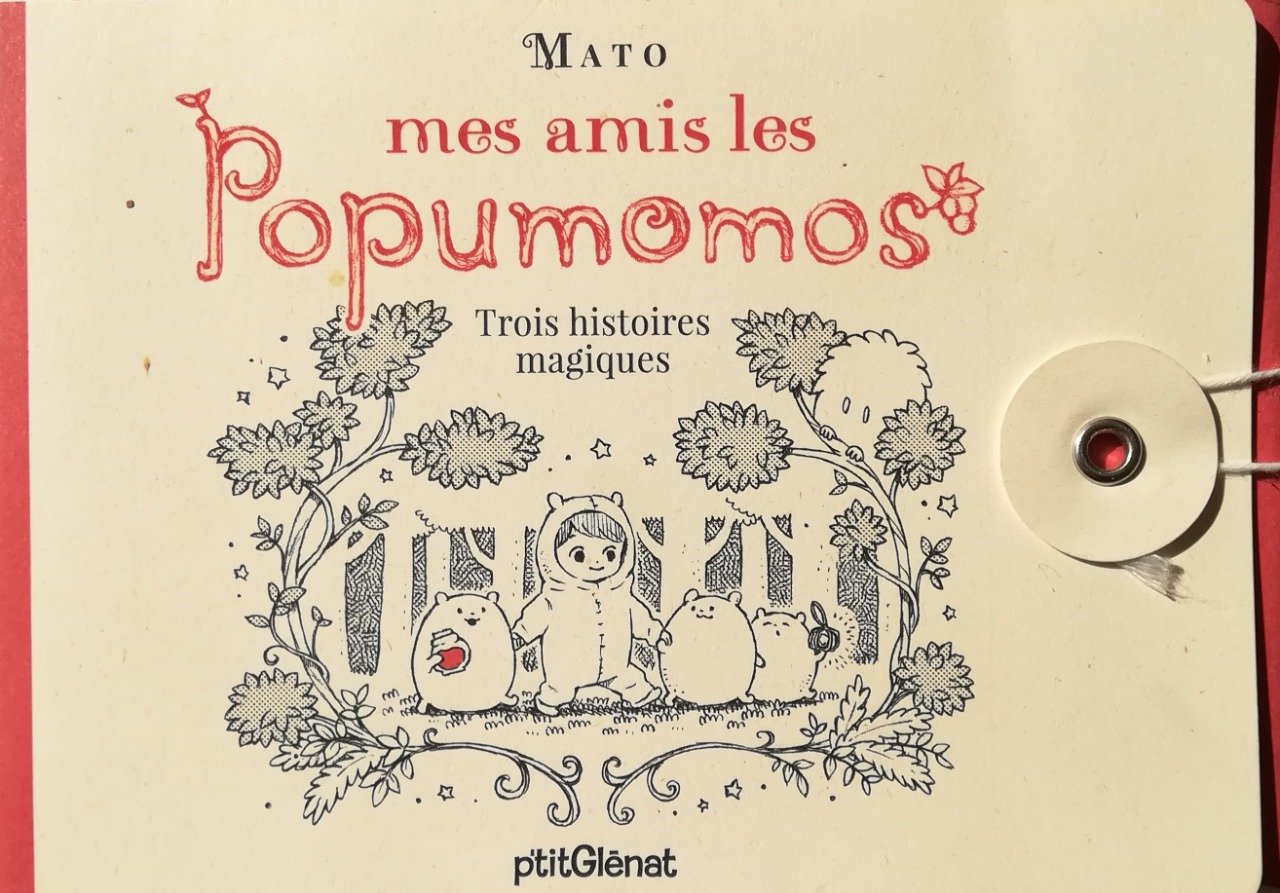 MATO
mes amis les
Popumomos
Trois histoires
magiques
p'titGlénat